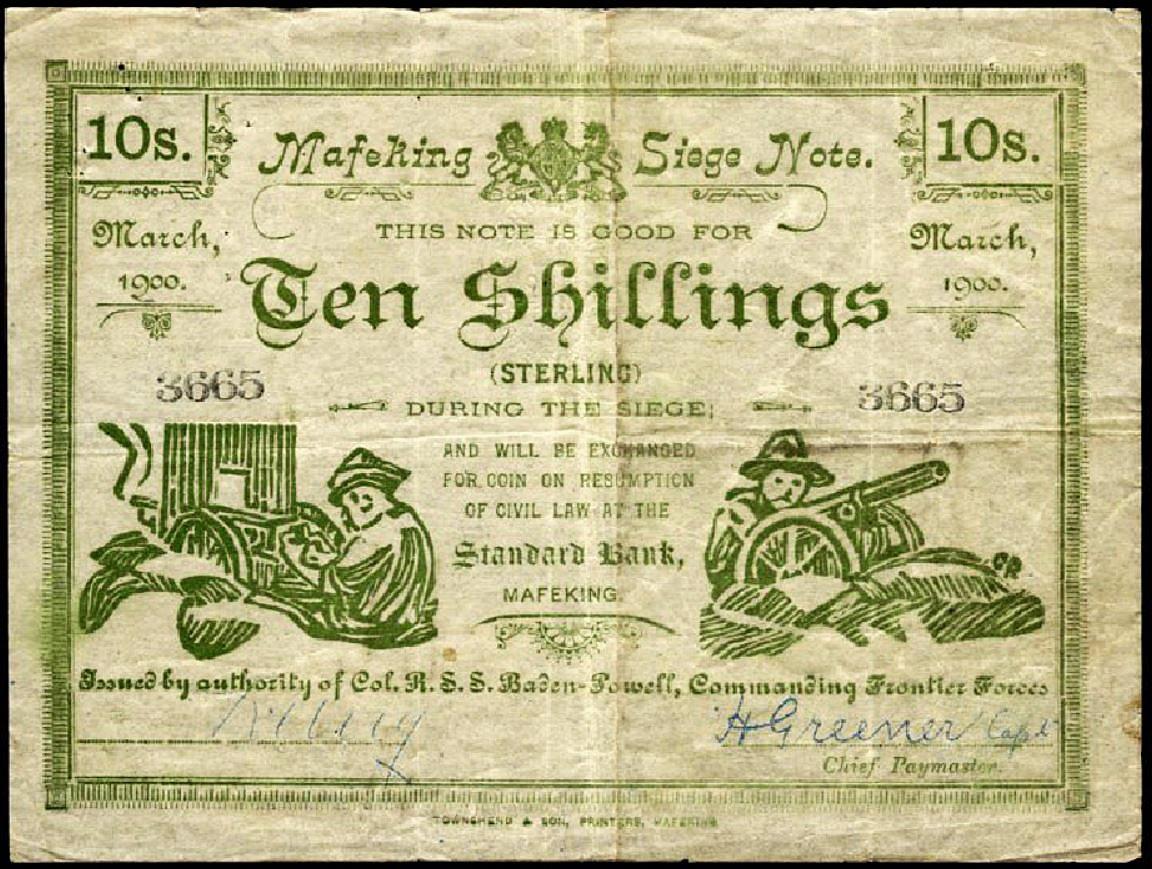 10s. Mafeking Siege Note. 10s.
March, March,
THIS NOTE IS GOOD FOR
1900. 1900.
Ten Shillings
(STERLING)
3665 3665
DURING THE SIEGE;
AND WILL BE EXCHANGED
FOR COIN ON RESUMPTION
OF CIVIL LAW AT THE
Standard Bank,
MAFEKING.
CR
Issued by authority of Col. R. S. S. Baden-Powell, Commanding Frontier Forces
H Greener Capt
Chief Paymaster.
TOWNSHEND & SON, PRINTERS, MAFEKING